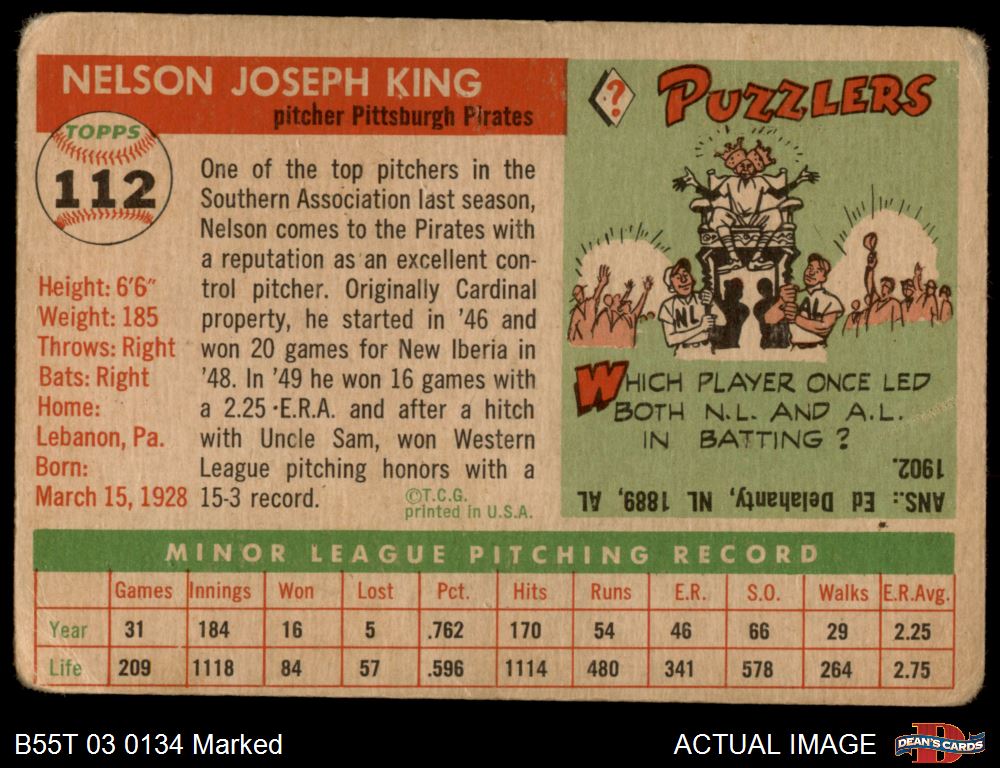 NELSON JOSEPH KING
pitcher Pittsburgh Pirates
TOPPS
112
One of the top pitchers in the
Southern Association last season,
Nelson comes to the Pirates with
a reputation as an excellent con-
trol pitcher. Originally Cardinal
property, he started in '46 and
won 20 games for New Iberia in
'48. In '49 he won 16 games with
a 2.25 E.R.A. and after a hitch
with Uncle Sam, won Western
League pitching honors with a
15-3 record.
©T.C.G.
printed in U.S.A.
Height: 6'6"
Weight: 185
Throws: Right
Bats: Right
Home:
Lebanon, Pa.
Born:
March 15, 1928
?
PUZZLERS
NL
AL
WHICH PLAYER ONCE LED
BOTH N.L. AND A.L.
IN BATTING?
ANS.: Ed Delahanty, NL 1889, AL
1902.
MINOR LEAGUE PITCHING RECORD
Games Innings Won Lost Pct. Hits Runs E.R. S.O. Walks E.R.Avg.
Year 31 184 16 5 .762 170 54 46 66 29 2.25
Life 209 1118 84 57 .596 1114 480 341 578 264 2.75
B55T 03 0134 Marked
ACTUAL IMAGE
D
DEAN'S CARDS